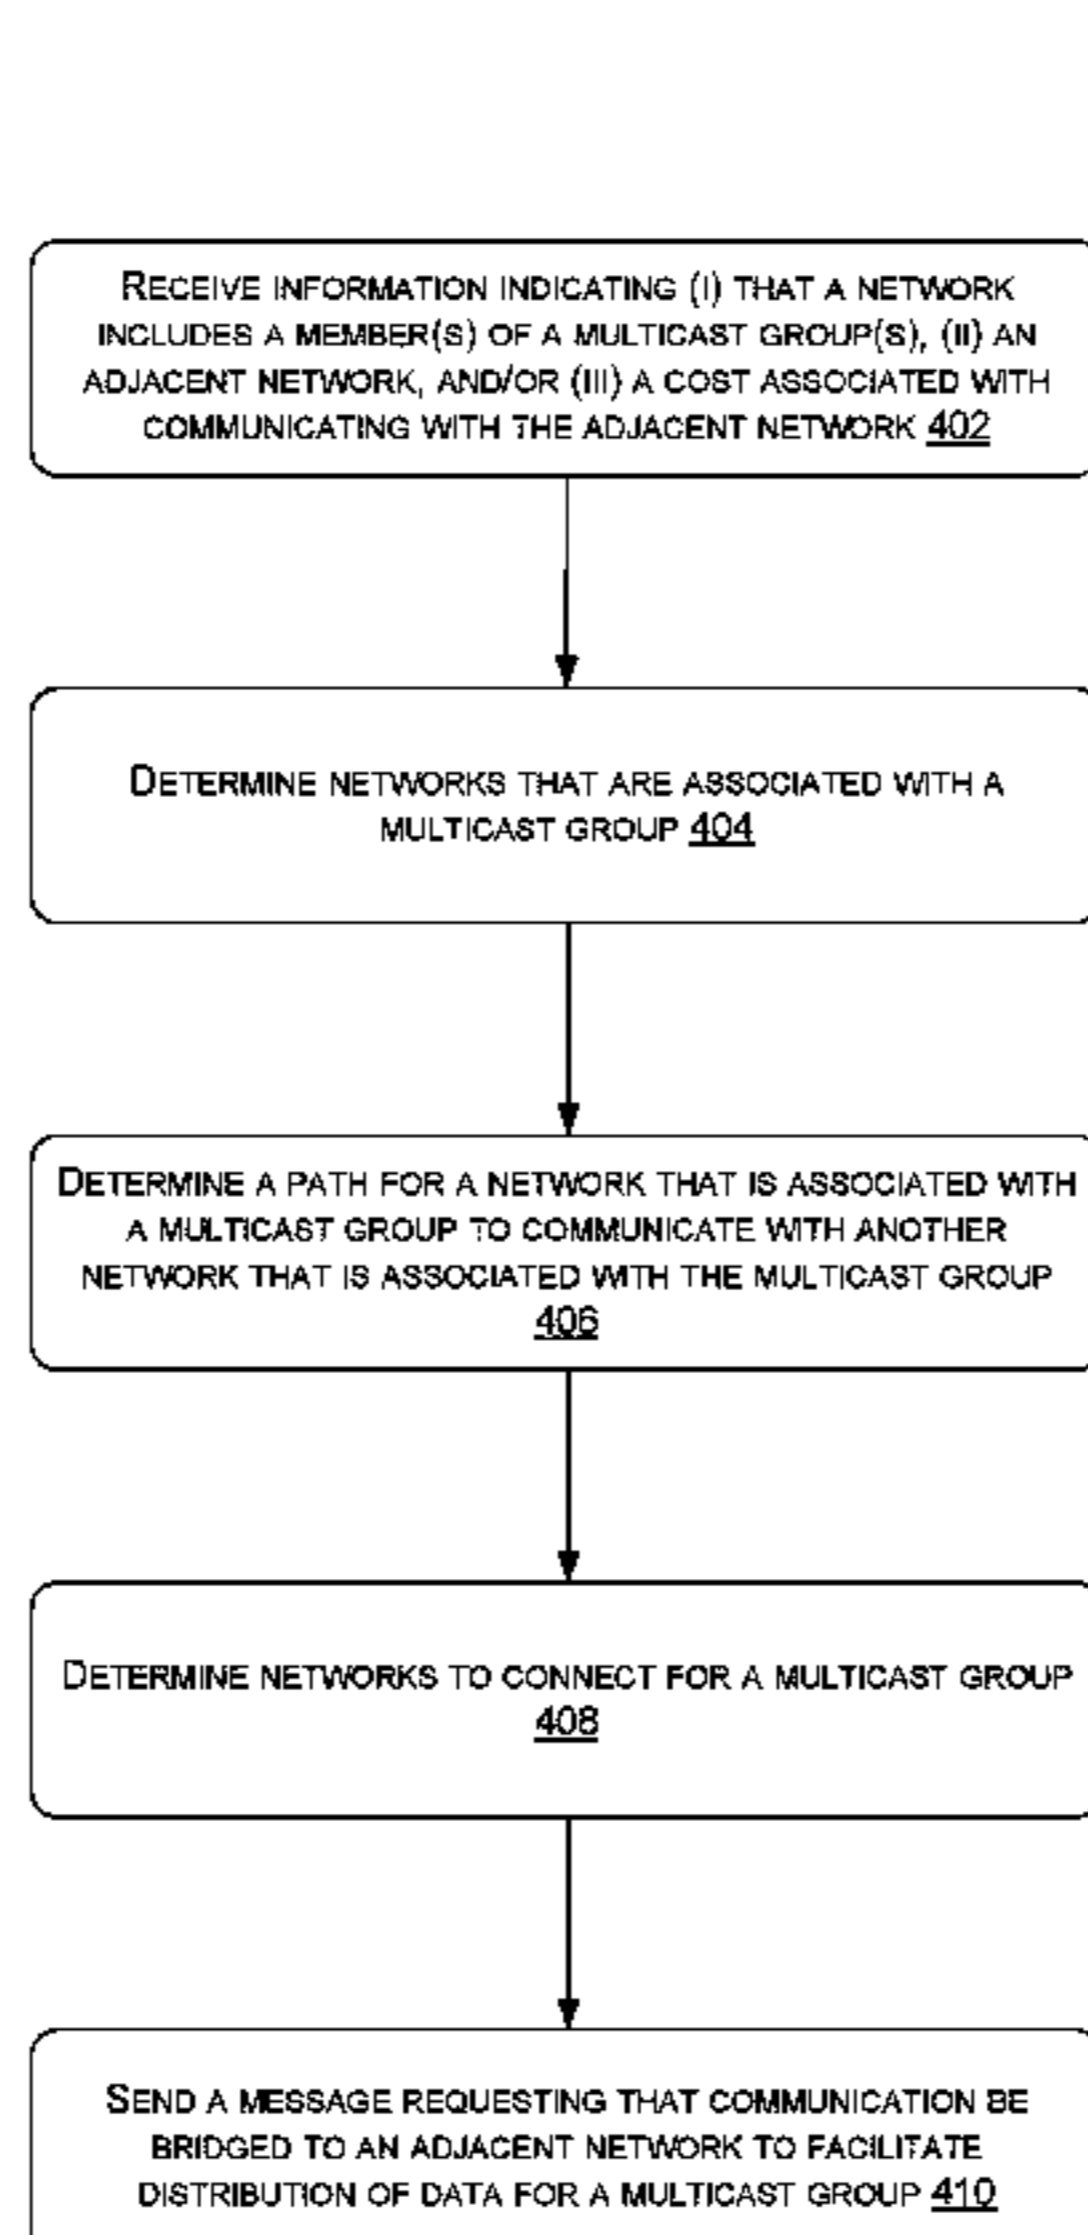 RECEIVE INFORMATION INDICATING (I) THAT A NETWORK
INCLUDES A MEMBER(S) OF A MULTICAST GROUP(S), (II) AN
ADJACENT NETWORK, AND/OR (III) A COST ASSOCIATED WITH
COMMUNICATING WITH THE ADJACENT NETWORK 402
DETERMINE NETWORKS THAT ARE ASSOCIATED WITH A
MULTICAST GROUP 404
DETERMINE A PATH FOR A NETWORK THAT IS ASSOCIATED WITH
A MULTICAST GROUP TO COMMUNICATE WITH ANOTHER
NETWORK THAT IS ASSOCIATED WITH THE MULTICAST GROUP
406
DETERMINE NETWORKS TO CONNECT FOR A MULTICAST GROUP
408
SEND A MESSAGE REQUESTING THAT COMMUNICATION BE
BRIDGED TO AN ADJACENT NETWORK TO FACILITATE
DISTRIBUTION OF DATA FOR A MULTICAST GROUP 410